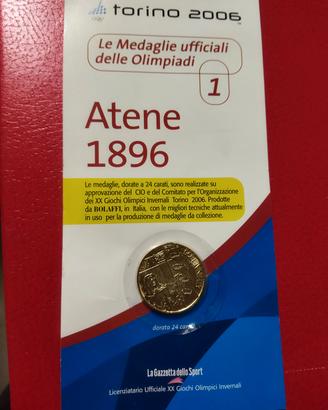 torino 2006
Le Medaglie ufficiali
delle Olimpiadi
1
Atene
1896
Le medaglie, dorate a 24 carati, sono realizzate su
approvazione del CIO e del Comitato per l'Organizzazione
dei XX Giochi Olimpici Invernali Torino 2006. Prodotte
da BOLAFFI, in Italia, con le migliori tecniche attualmente
in uso per la produzione di medaglie da collezione.
dorata 24 carati
La Gazzetta dello Sport
Licenziatario Ufficiale XX Giochi Olimpici Invernali